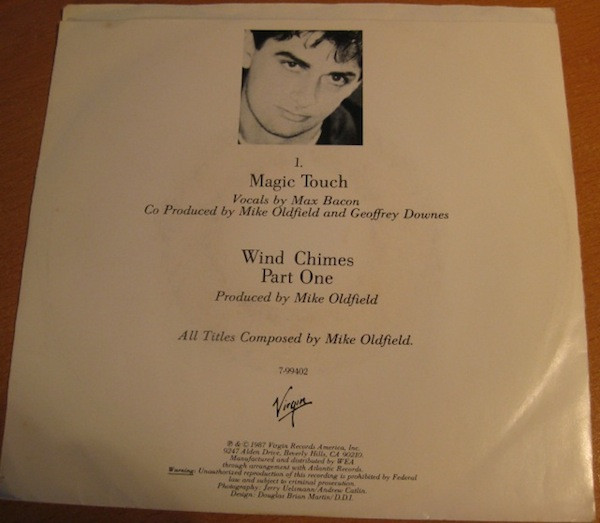 1.
Magic Touch
Vocals by Max Bacon
Co Produced by Mike Oldfield and Geoffrey Downes
Wind Chimes
Part One
Produced by Mike Oldfield
All Titles Composed by Mike Oldfield.
7-99402
Virgin
℗ & © 1987 Virgin Records America, Inc.
9247 Alden Drive, Beverly Hills, CA 90210.
Manufactured and distributed by WEA
through arrangement with Atlantic Records.
Warning: Unauthorized reproduction of this recording is prohibited by Federal
law and subject to criminal prosecution.
Photography: Jerry Uelsmann/Andrew Catlin.
Design: Douglas Brian Martin/D.D.I.